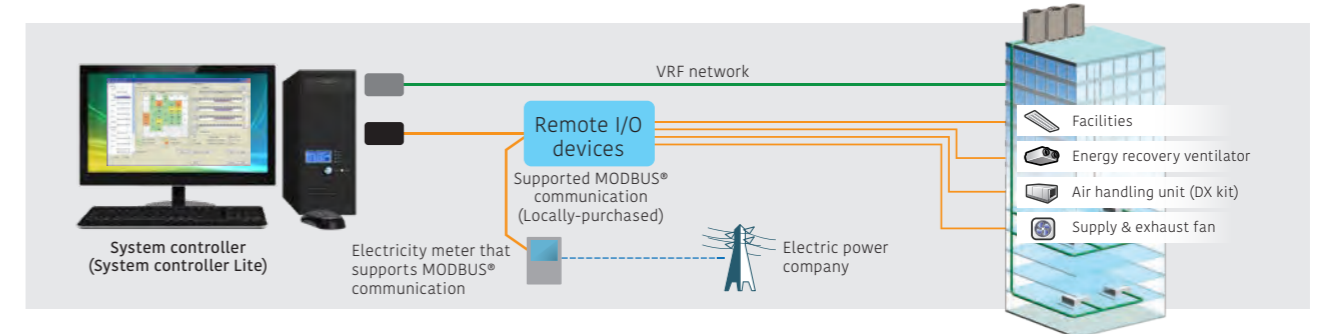 VRF network
Remote I/O
devices
Supported MODBUS®
communication
(Locally-purchased)
System controller
(System controller Lite)
Electricity meter that
supports MODBUS®
communication
Electric power
company
Facilities
Energy recovery ventilator
Air handling unit (DX kit)
Supply & exhaust fan